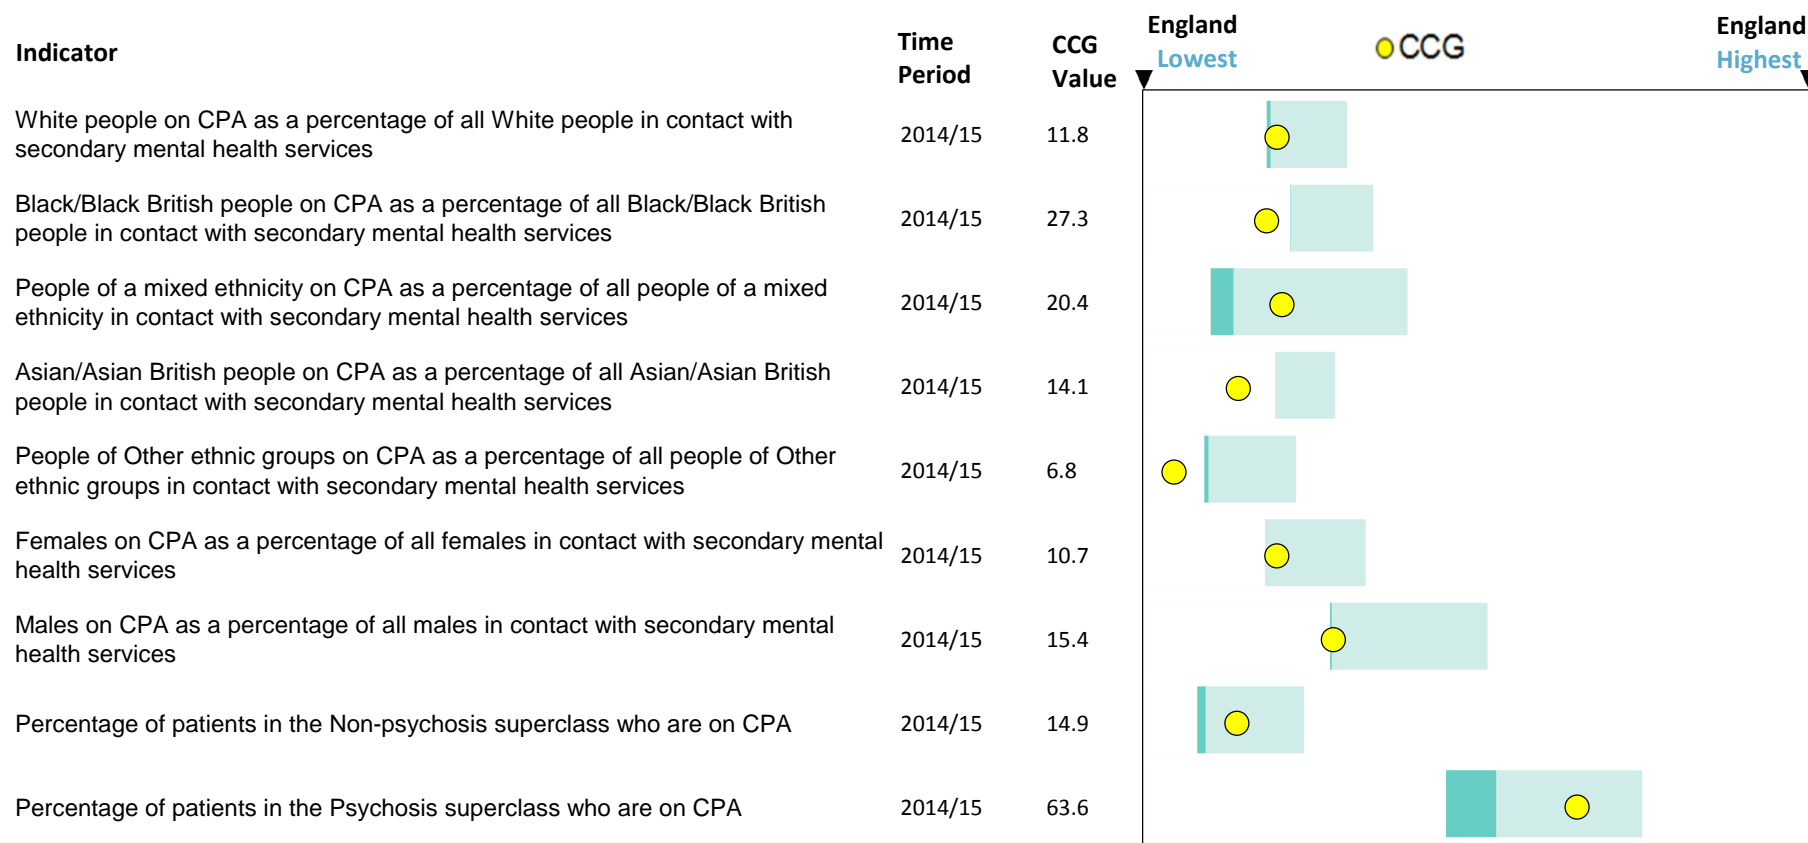 Indicator
Time
Period
CCG
Value
England
Lowest
CCG
England
Highest
White people on CPA as a percentage of all White people in contact with
secondary mental health services
2014/15
11.8
Black/Black British people on CPA as a percentage of all Black/Black British
people in contact with secondary mental health services
2014/15
27.3
People of a mixed ethnicity on CPA as a percentage of all people of a mixed
ethnicity in contact with secondary mental health services
2014/15
20.4
Asian/Asian British people on CPA as a percentage of all Asian/Asian British
people in contact with secondary mental health services
2014/15
14.1
People of Other ethnic groups on CPA as a percentage of all people of Other
ethnic groups in contact with secondary mental health services
2014/15
6.8
Females on CPA as a percentage of all females in contact with secondary mental
health services
2014/15
10.7
Males on CPA as a percentage of all males in contact with secondary mental
health services
2014/15
15.4
Percentage of patients in the Non-psychosis superclass who are on CPA
2014/15
14.9
Percentage of patients in the Psychosis superclass who are on CPA
2014/15
63.6